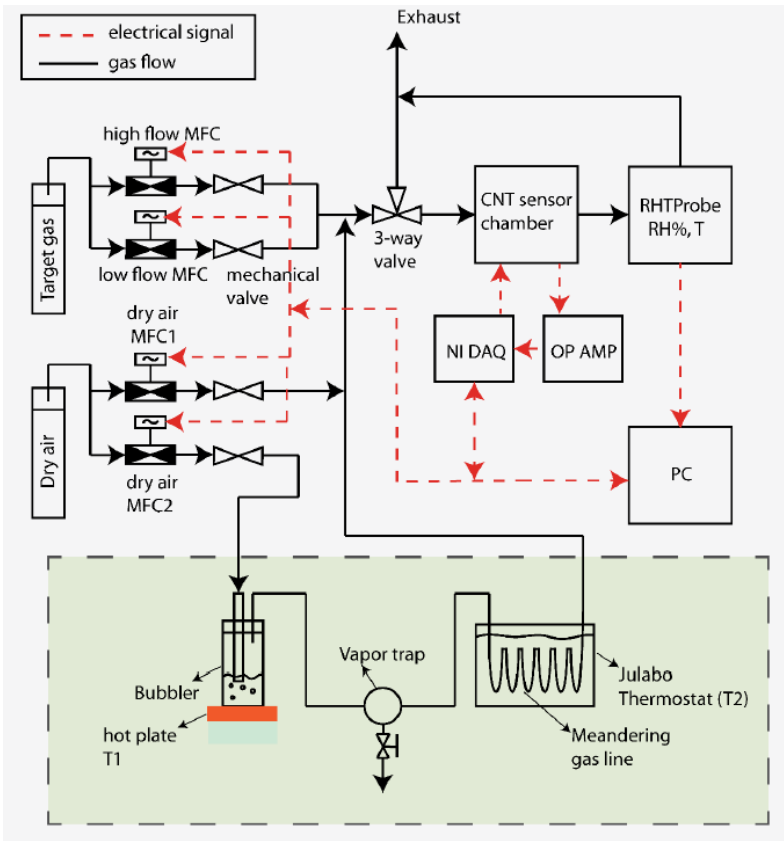 electrical signal
gas flow
Exhaust
high flow MFC
~
Target gas
~
low flow MFC
mechanical
valve
3-way
valve
CNT sensor
chamber
RHTProbe
RH%, T
dry air
MFC1
~
Dry air
~
dry air
MFC2
NI DAQ
OP AMP
PC
Bubbler
hot plate
T1
Vapor trap
Julabo
Thermostat (T2)
Meandering
gas line